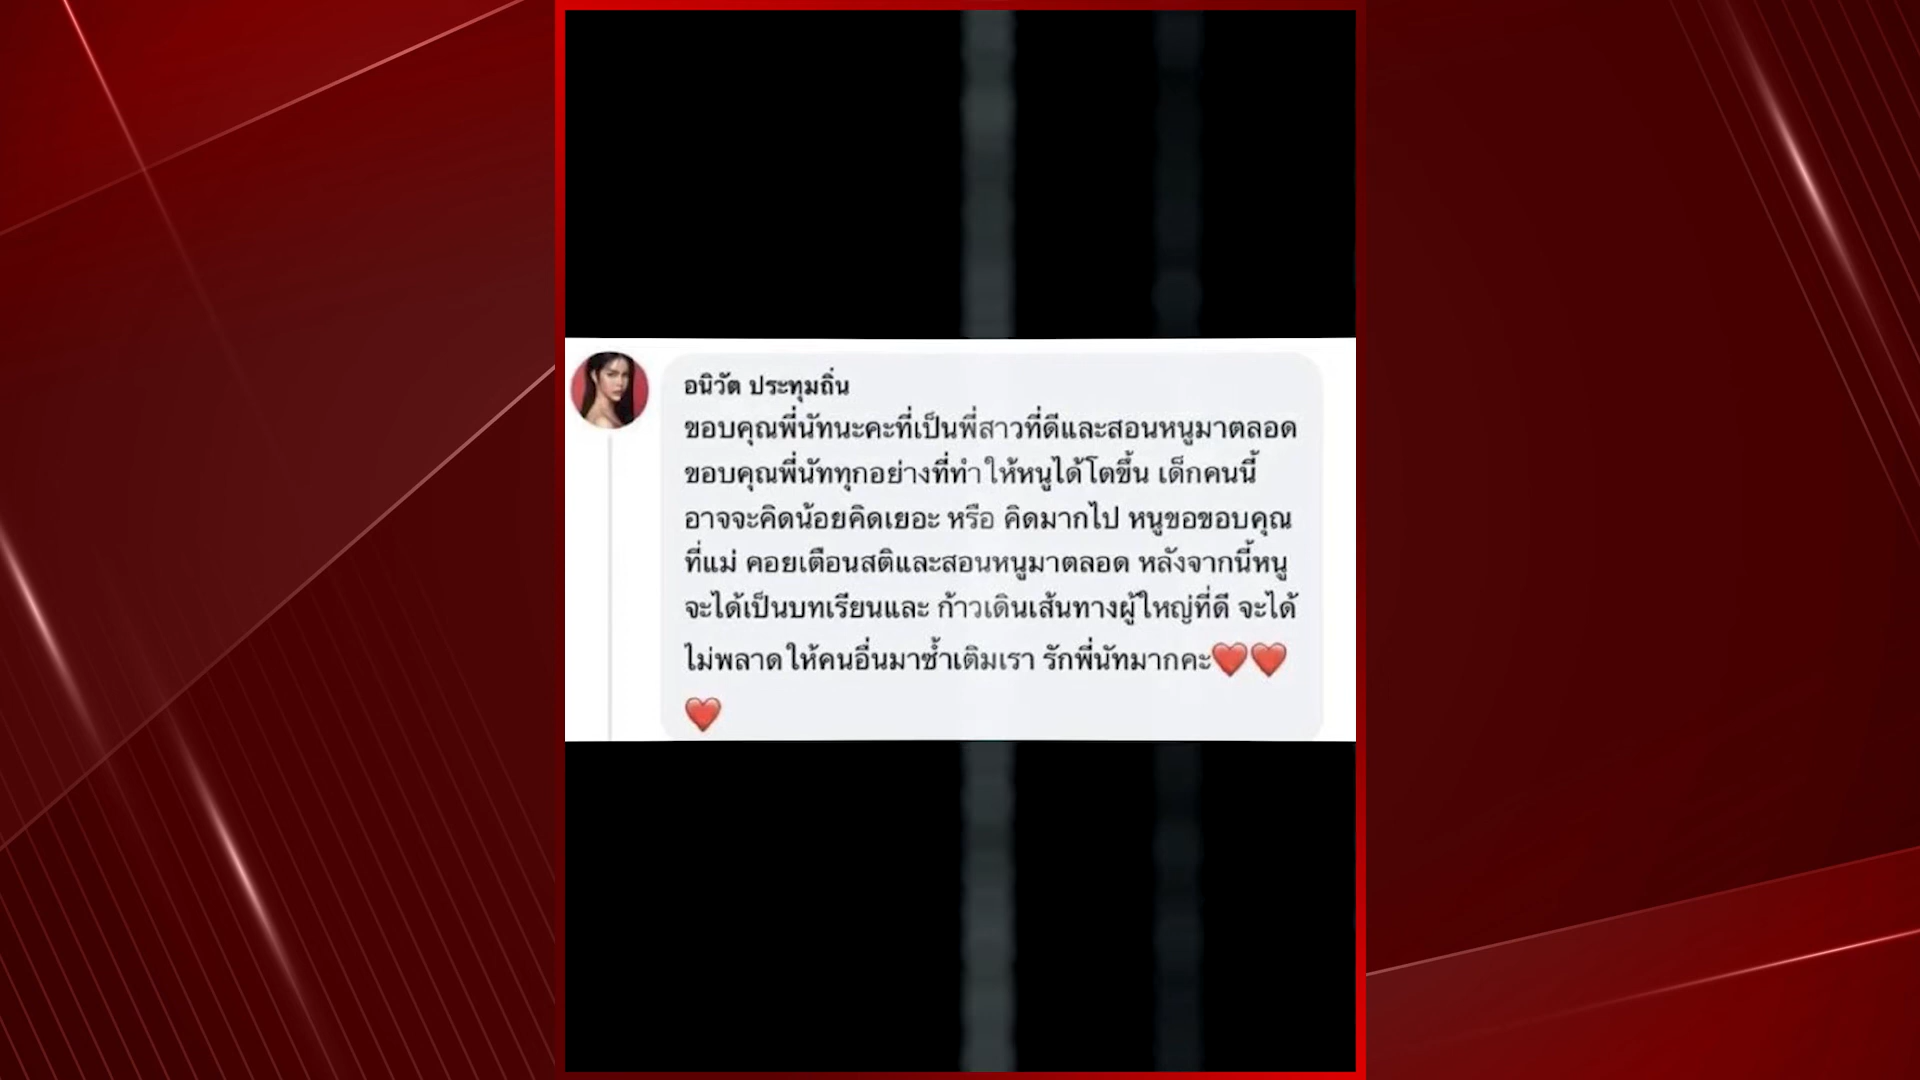 อนิวัต ประทุมถิ่น
ขอบคุณพี่นัทนะคะที่เป็นพี่สาวที่ดีและสอนหนูมาตลอด
ขอบคุณพี่นัททุกอย่างที่ทำให้หนูได้โตขึ้น เด็กคนนี้
อาจจะคิดน้อยคิดเยอะ หรือ คิดมากไป หนูขอขอบคุณ
ที่แม่ คอยเตือนสติและสอนหนูมาตลอด หลังจากนี้หนู
จะได้เป็นบทเรียนและ ก้าวเดินเส้นทางผู้ใหญ่ที่ดี จะได้
ไม่พลาดให้คนอื่นมาซ้ำเติมเรา รักพี่นัทมากคะ❤️❤️
❤️